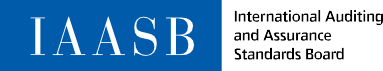 IAASB
International Auditing
and Assurance
Standards Board